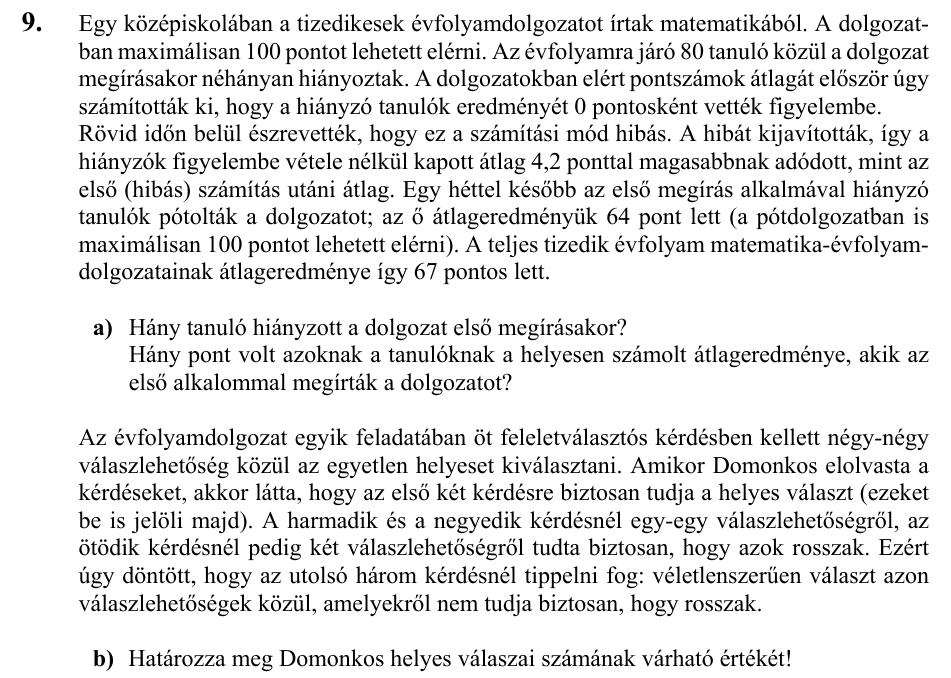 9. Egy középiskolában a tizedikesek évfolyamdolgozatot írtak matematikából. A dolgozat-
ban maximálisan 100 pontot lehetett elérni. Az évfolyamra járó 80 tanuló közül a dolgozat
megírásakor néhányan hiányoztak. A dolgozatokban elért pontszámok átlagát először úgy
számították ki, hogy a hiányzó tanulók eredményét 0 pontosként vették figyelembe.
Rövid időn belül észrevették, hogy ez a számítási mód hibás. A hibát kijavították, így a
hiányzók figyelembe vétele nélkül kapott átlag 4,2 ponttal magasabbnak adódott, mint az
első (hibás) számítás utáni átlag. Egy héttel később az első megírás alkalmával hiányzó
tanulók pótolták a dolgozatot; az ő átlageredményük 64 pont lett (a pótdolgozatban is
maximálisan 100 pontot lehetett elérni). A teljes tizedik évfolyam matematika-évfolyam-
dolgozatainak átlageredménye így 67 pontos lett.
a) Hány tanuló hiányzott a dolgozat első megírásakor?
Hány pont volt azoknak a tanulóknak a helyesen számolt átlageredménye, akik az
első alkalommal megírták a dolgozatot?
Az évfolyamdolgozat egyik feladatában öt feleletválasztós kérdésben kellett négy-négy
válaszlehetőség közül az egyetlen helyeset kiválasztani. Amikor Domonkos elolvasta a
kérdéseket, akkor látta, hogy az első két kérdésre biztosan tudja a helyes választ (ezeket
be is jelöli majd). A harmadik és a negyedik kérdésnél egy-egy válaszlehetőségről, az
ötödik kérdésnél pedig két válaszlehetőségről tudta biztosan, hogy azok rosszak. Ezért
úgy döntött, hogy az utolsó három kérdésnél tippelni fog: véletlenszerűen választ azon
válaszlehetőségek közül, amelyekről nem tudja biztosan, hogy rosszak.
b) Határozza meg Domonkos helyes válaszai számának várható értékét!